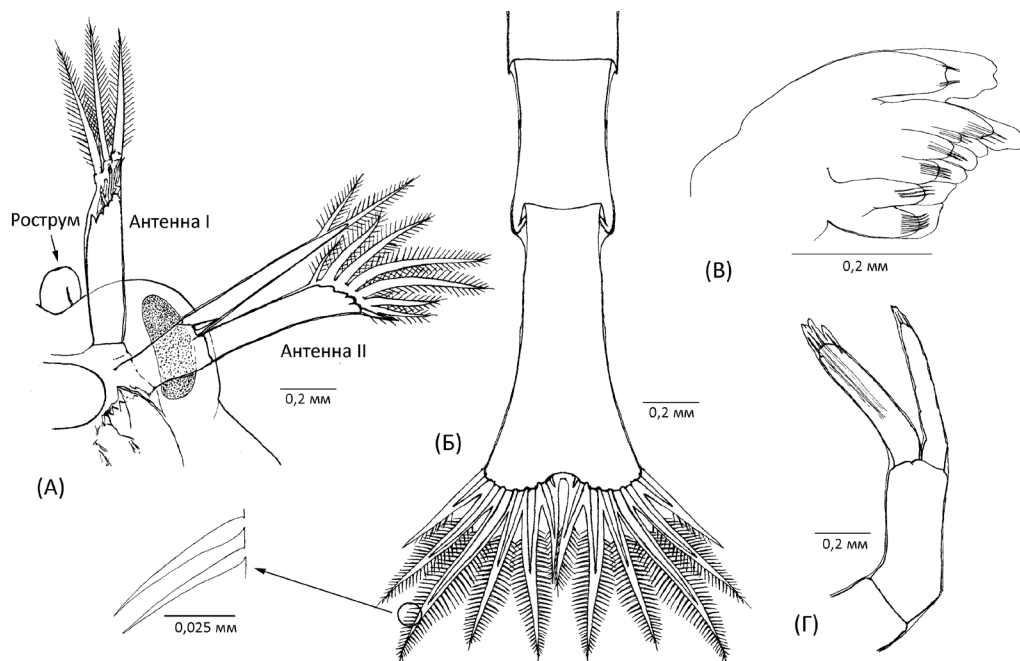 Рострум
Антенна I
Антенна II
0,2 мм
(А)
0,025 мм
(Б)
0,2 мм
(В)
0,2 мм
(Г)
0,2 мм